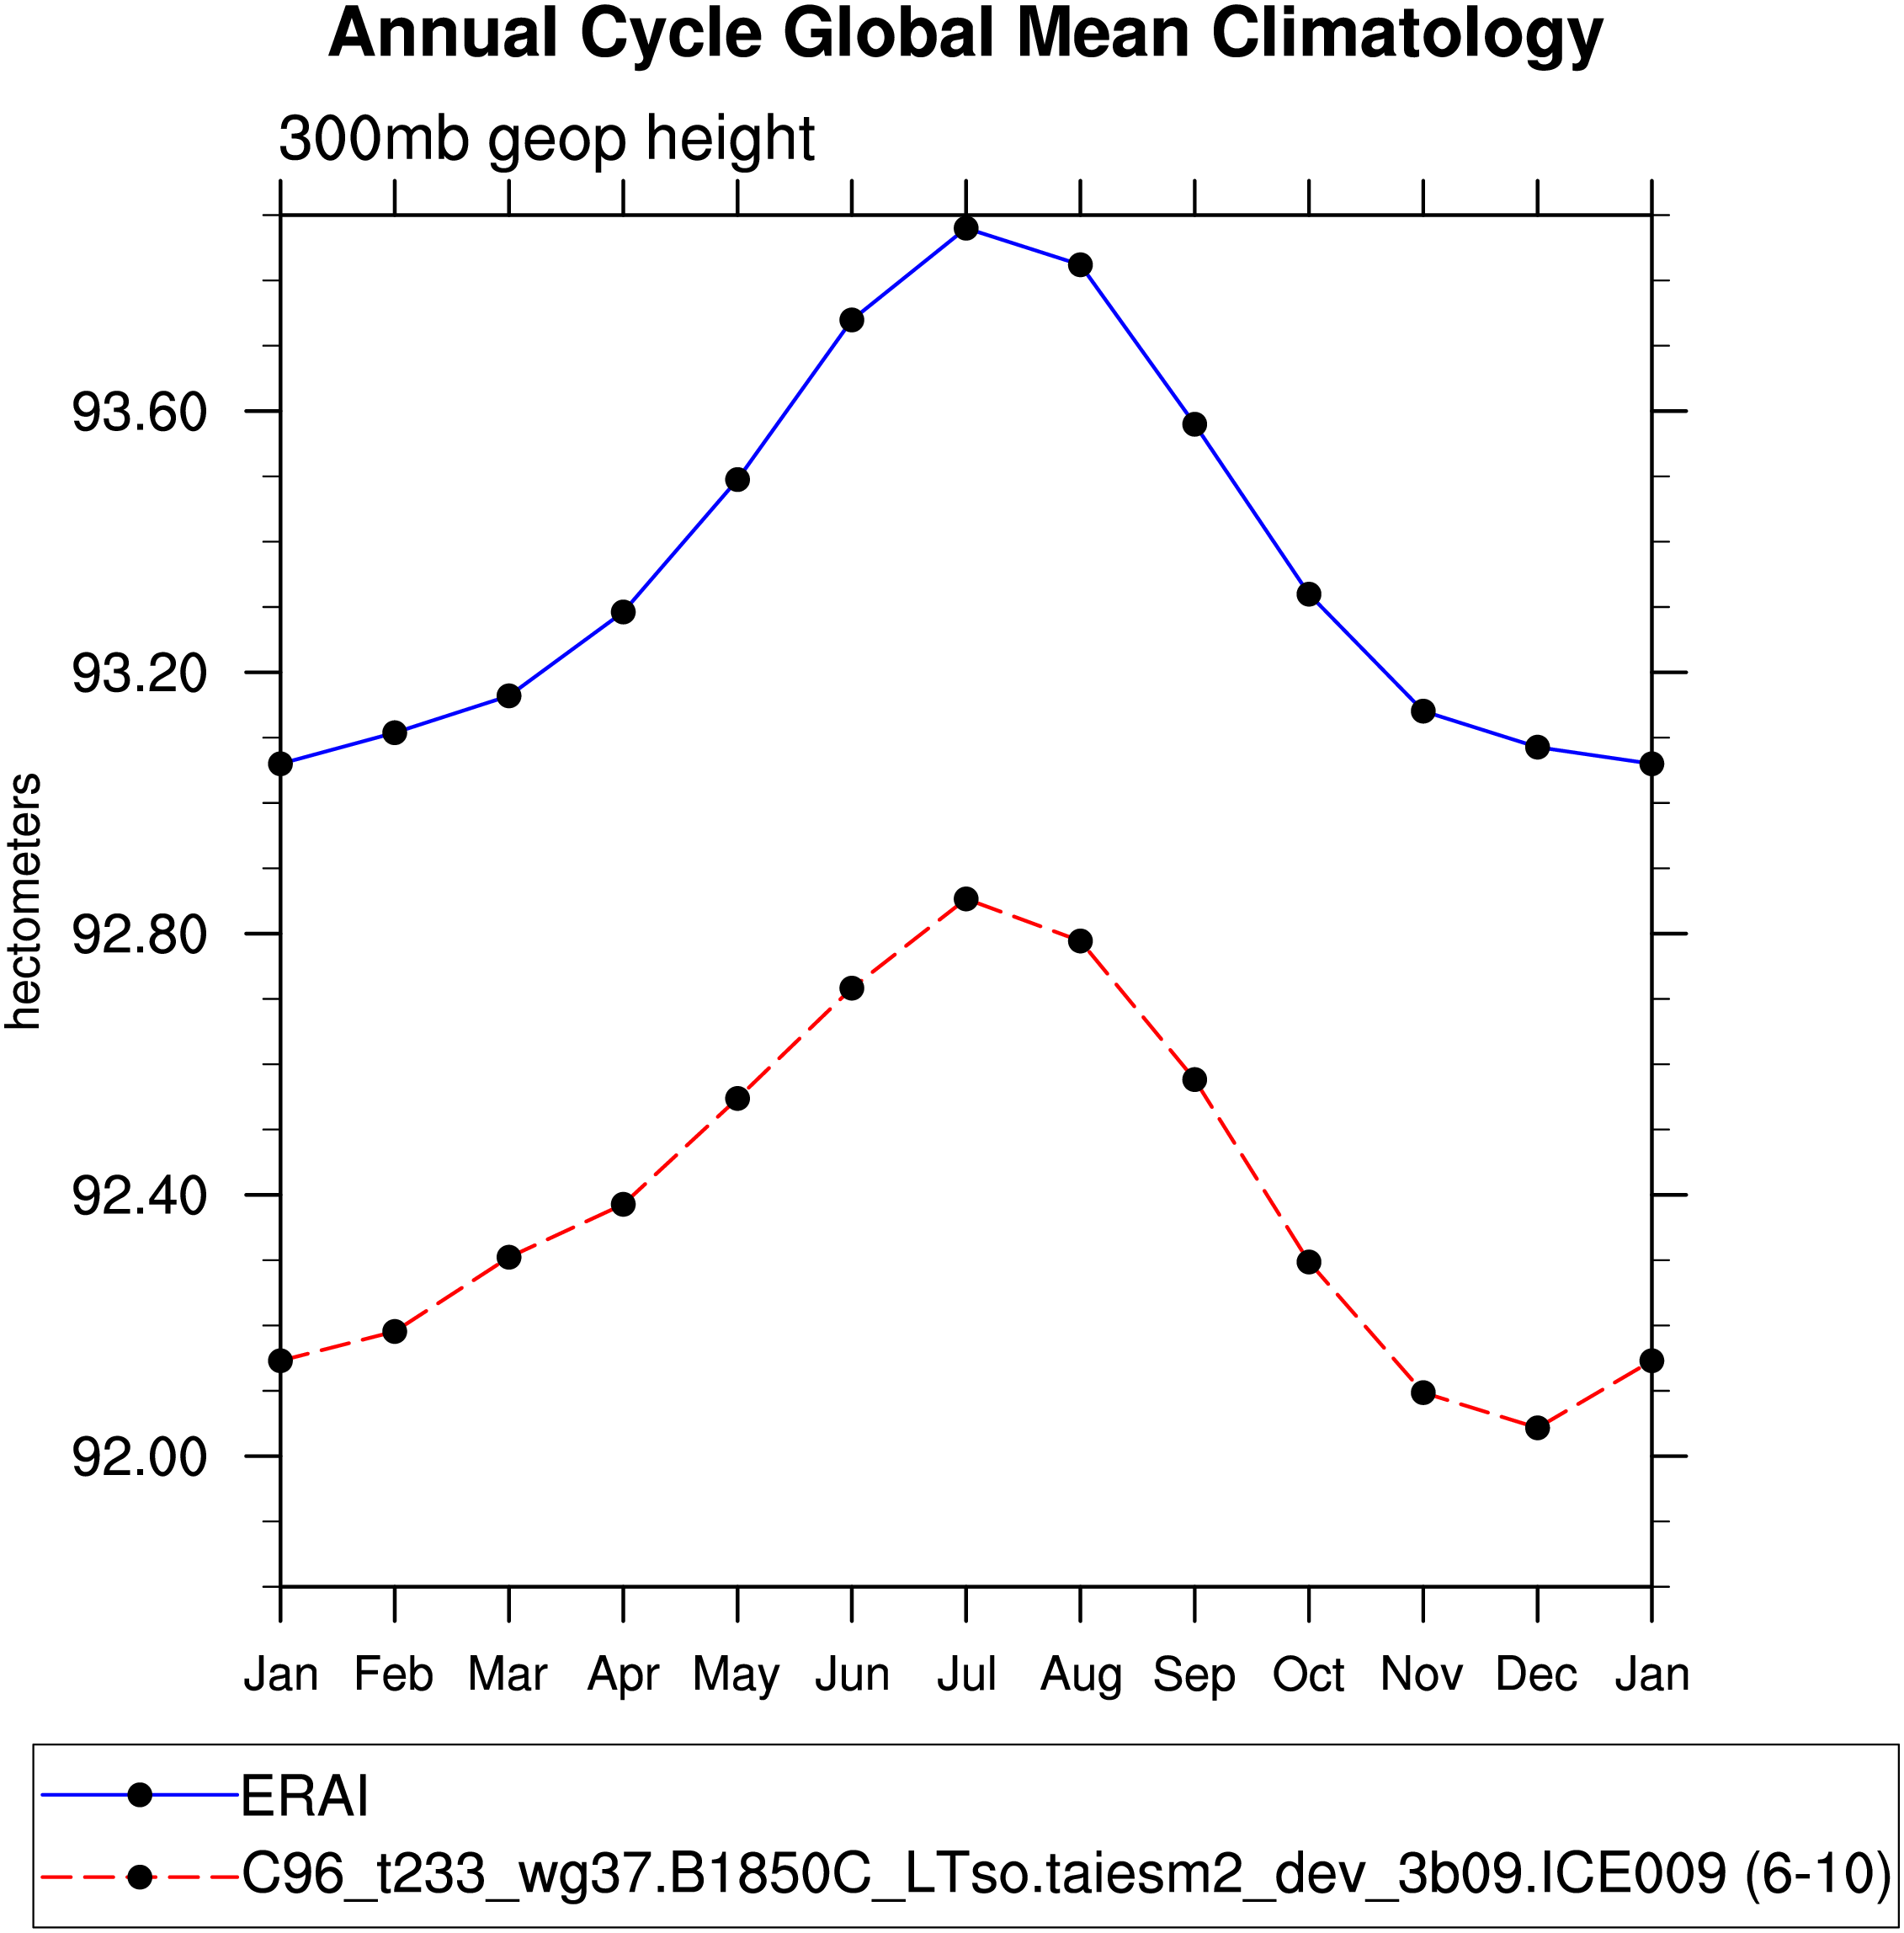 Annual Cycle Global Mean Climatology
300mb geop height
93.60
93.20
92.80
92.40
92.00
hectometers
Jan Feb Mar Apr May Jun Jul Aug Sep Oct Nov Dec Jan
ERAI
C96_t233_wg37.B1850C_LTso.taiesm2_dev_3b09.ICE009 (6-10)